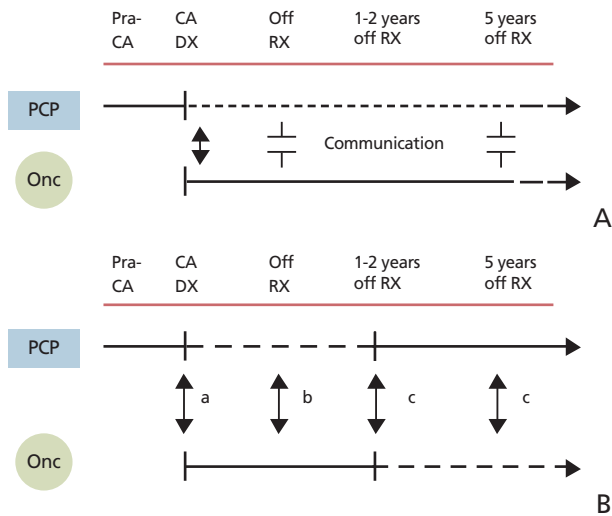 Pra-
CA
CA
DX
Off
RX
1-2 years
off RX
5 years
off RX
PCP
Communication
Onc
A
Pra-
CA
CA
DX
Off
RX
1-2 years
off RX
5 years
off RX
PCP
a
b
c
c
Onc
B